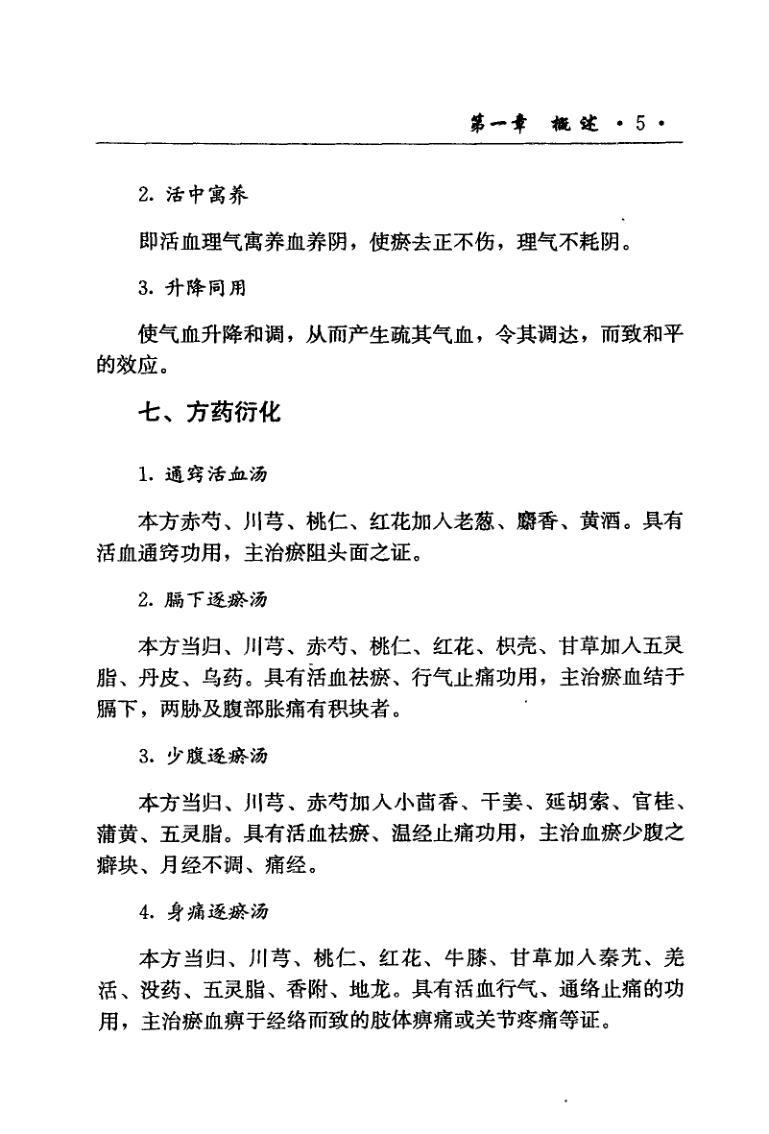 第一章 概述 ·5·
2. 活中寓养
即活血理气寓养血养阴，使瘀去正不伤，理气不耗阴。
3. 升降同用
使气血升降和调，从而产生疏其气血，令其调达，而致和平
的效应。
七、方药衍化
1. 通窍活血汤
本方赤芍、川芎、桃仁、红花加入老葱、麝香、黄酒。具有
活血通窍功用，主治瘀阻头面之证。
2. 膈下逐瘀汤
本方当归、川芎、赤芍、桃仁、红花、枳壳、甘草加入五灵
脂、丹皮、乌药。具有活血祛瘀、行气止痛功用，主治瘀血结于
膈下，两胁及腹部胀痛有积块者。
3. 少腹逐瘀汤
本方当归、川芎、赤芍加入小茴香、干姜、延胡索、官桂、
蒲黄、五灵脂。具有活血祛瘀、温经止痛功用，主治血瘀少腹之
癖块、月经不调、痛经。
4. 身痛逐瘀汤
本方当归、川芎、桃仁、红花、牛膝、甘草加入秦艽、羌
活、没药、五灵脂、香附、地龙。具有活血行气、通络止痛的功
用，主治瘀血痹于经络而致的肢体痹痛或关节疼痛等证。